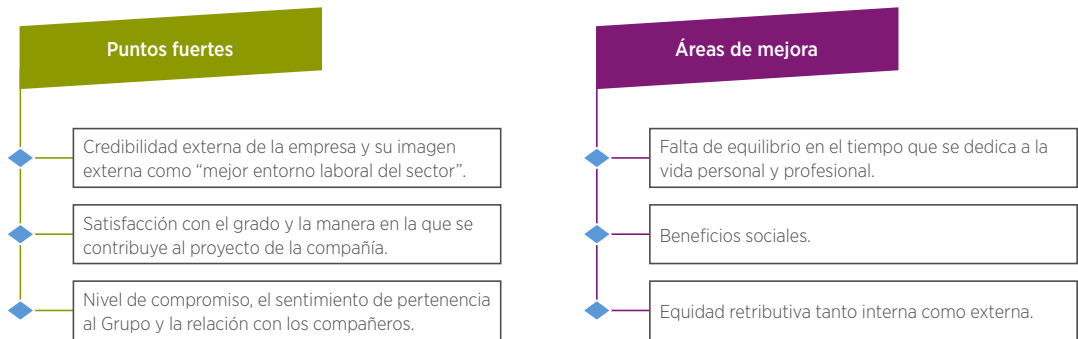 Puntos fuertes
Credibilidad externa de la empresa y su imagen
externa como “mejor entorno laboral del sector”.
Satisfacción con el grado y la manera en la que se
contribuye al proyecto de la compañía.
Nivel de compromiso, el sentimiento de pertenencia
al Grupo y la relación con los compañeros.
Áreas de mejora
Falta de equilibrio en el tiempo que se dedica a la
vida personal y profesional.
Beneficios sociales.
Equidad retributiva tanto interna como externa.